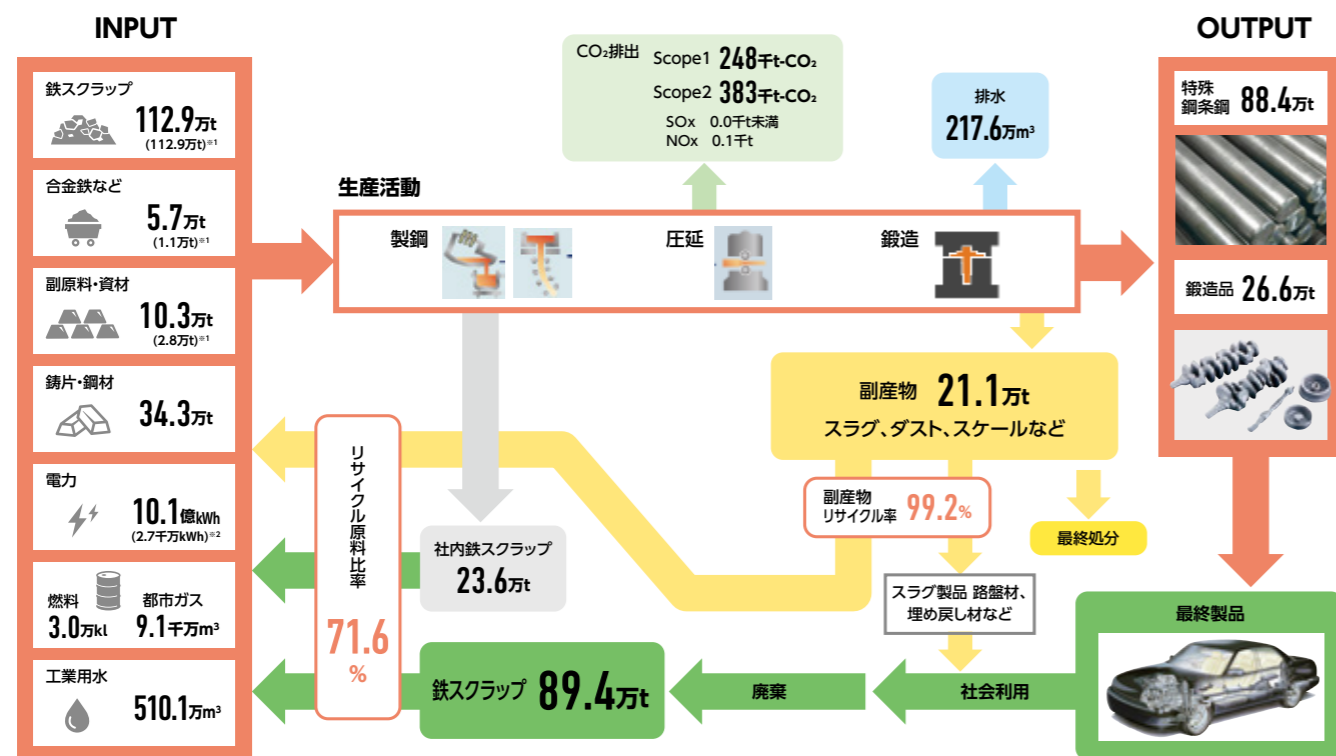 INPUT
鉄スクラップ
112.9万t
(112.9万t)※1
合金鉄など
5.7万t
(1.1万t)※1
副原料・資材
10.3万t
(2.8万t)※1
鋳片・鋼材
34.3万t
電力
10.1億kWh
(2.7千万kWh)※2
燃料
3.0万kl
都市ガス
9.1千万m³
工業用水
510.1万m³
CO₂排出 Scope1 248千t-CO₂
Scope2 383千t-CO₂
SOx 0.0千t未満
NOx 0.1千t
排水
217.6万m³
生産活動
製鋼
圧延
鍛造
OUTPUT
特殊
鋼条鋼 88.4万t
鍛造品 26.6万t
副産物 21.1万t
スラグ、ダスト、スケールなど
副産物
リサイクル率 99.2%
最終処分
スラグ製品 路盤材、
埋め戻し材など
リサイクル原料比率
71.6
%
社内鉄スクラップ
23.6万t
鉄スクラップ 89.4万t
廃棄
社会利用
最終製品